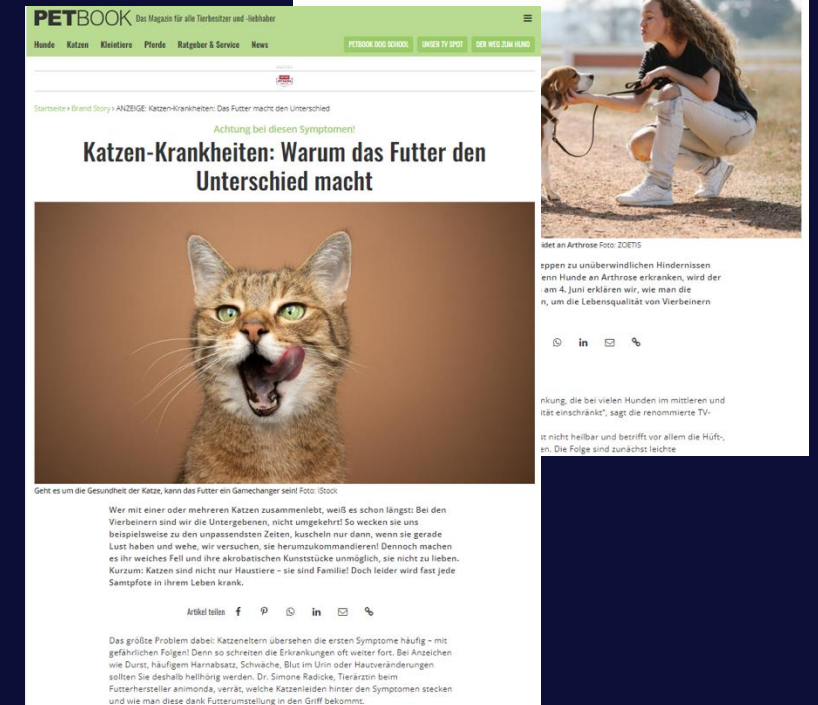 PETBOOK Das Magazin für alle Tierbesitzer und -liebhaber
Hunde Katzen Kleintiere Pferde Ratgeber & Service News PETBOOK DOG SCHOOL UNSER TV SPOT DER WEG ZUM HUND
Startseite › Brand Story › ANZEIGE: Katzen-Krankheiten: Das Futter macht den Unterschied
Achtung bei diesen Symptomen!
Katzen-Krankheiten: Warum das Futter den
Unterschied macht
Geht es um die Gesundheit der Katze, kann das Futter ein Gamechanger sein! Foto: iStock
Wer mit einer oder mehreren Katzen zusammenlebt, weiß es schon längst: Bei den
Vierbeinern sind wir die Untergebenen, nicht umgekehrt! So wecken sie uns
beispielsweise zu den unpassendsten Zeiten, kuscheln nur dann, wenn sie gerade
Lust haben und wehe, wir versuchen, sie herumzukommandieren! Dennoch machen
es ihr weiches Fell und ihre akrobatischen Kunststücke unmöglich, sie nicht zu lieben.
Kurzum: Katzen sind nicht nur Haustiere – sie sind Familie! Doch leider wird fast jede
Samtpfote in ihrem Leben krank.
Artikel teilen
Das größte Problem dabei: Katzeneltern übersehen die ersten Symptome häufig – mit
gefährlichen Folgen! Denn so schreiten die Erkrankungen oft weiter fort. Bei Anzeichen
wie Durst, häufigem Harnabsatz, Schwäche, Blut im Urin oder Hautveränderungen
sollten Sie deshalb hellhörig werden. Dr. Simone Radicke, Tierärztin beim
Futterhersteller animonda, verrät, welche Katzenleiden hinter den Symptomen stecken
und wie man diese dank Futterumstellung in den Griff bekommt.
idet an Arthrose Foto: ZOETIS
eppen zu unüberwindlichen Hindernissen
enn Hunde an Arthrose erkranken, wird der
am 4. Juni erklären wir, wie man die
n, um die Lebensqualität von Vierbeinern
nkung, die bei vielen Hunden im mittleren und
ität einschränkt", sagt die renommierte TV-
st nicht heilbar und betrifft vor allem die Hüft-,
en. Die Folge sind zunächst leichte